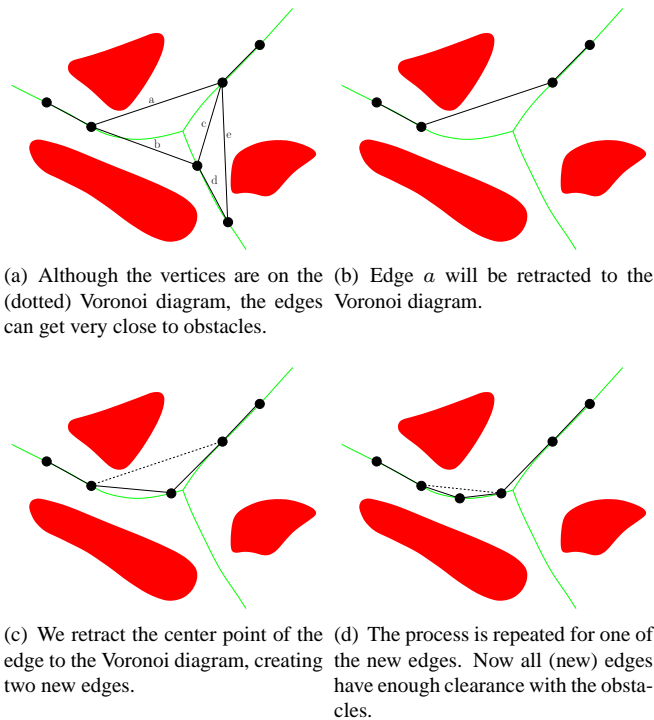 a
b
c
d
e
(a) Although the vertices are on the
(dotted) Voronoi diagram, the edges
can get very close to obstacles.
(b) Edge a will be retracted to the
Voronoi diagram.
(c) We retract the center point of the
edge to the Voronoi diagram, creating
two new edges.
(d) The process is repeated for one of
the new edges. Now all (new) edges
have enough clearance with the obsta-
cles.